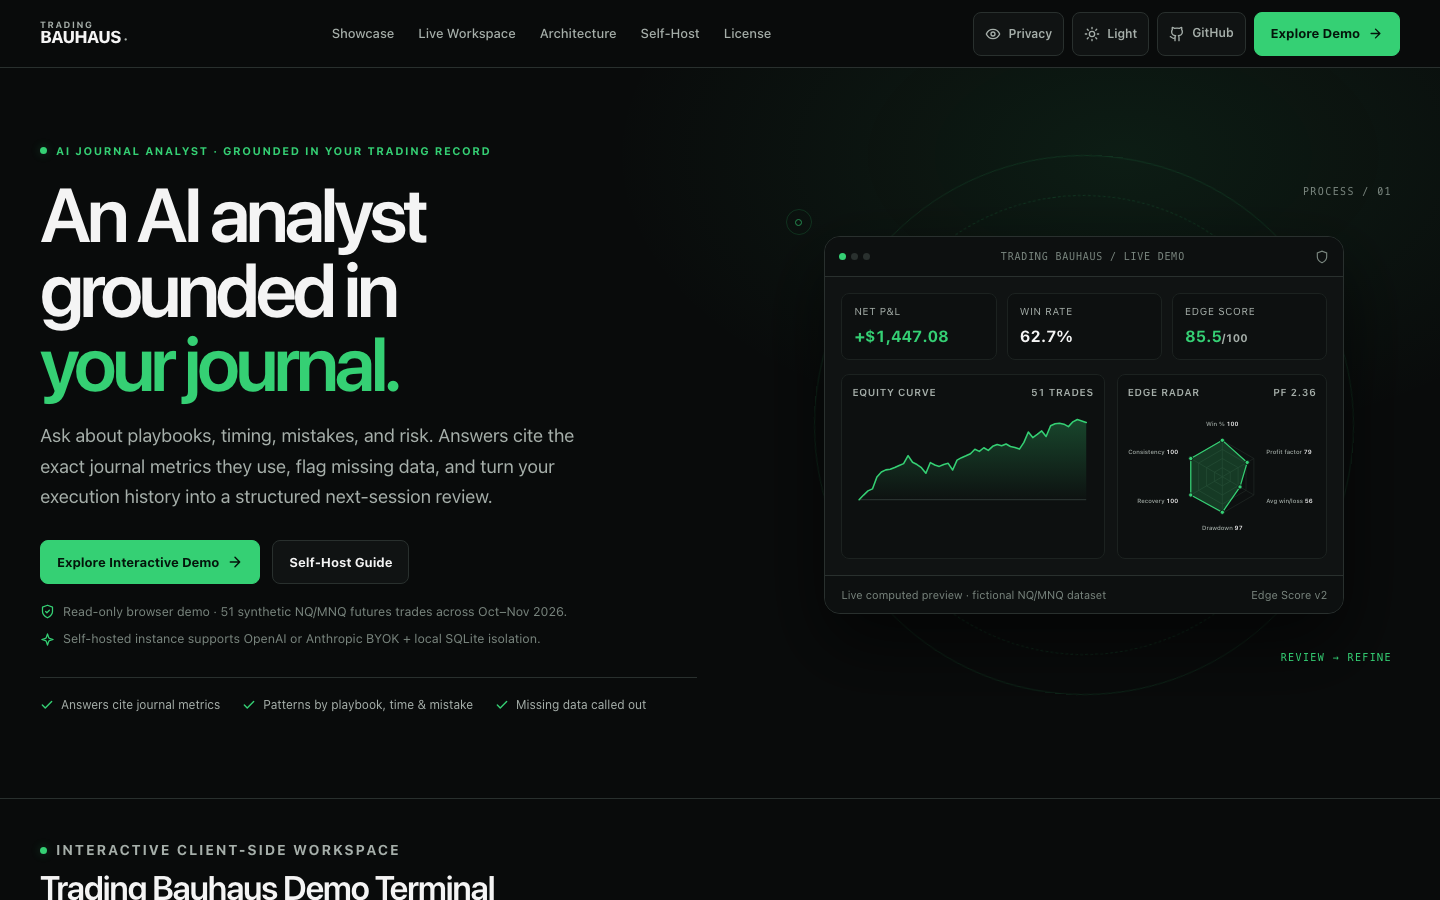 TRADING
BAUHAUS.
Showcase
Live Workspace
Architecture
Self-Host
License
Privacy
Light
GitHub
Explore Demo →
AI JOURNAL ANALYST · GROUNDED IN YOUR TRADING RECORD
An AI analyst
grounded in
your journal.
Ask about playbooks, timing, mistakes, and risk. Answers cite the
exact journal metrics they use, flag missing data, and turn your
execution history into a structured next-session review.
Explore Interactive Demo →
Self-Host Guide
Read-only browser demo · 51 synthetic NQ/MNQ futures trades across Oct–Nov 2026.
Self-hosted instance supports OpenAI or Anthropic BYOK + local SQLite isolation.
Answers cite journal metrics
Patterns by playbook, time & mistake
Missing data called out
PROCESS / 01
TRADING BAUHAUS / LIVE DEMO
NET P&L
+$1,447.08
WIN RATE
62.7%
EDGE SCORE
85.5/100
EQUITY CURVE
51 TRADES
EDGE RADAR
PF 2.36
Win % 100
Consistency 100
Profit factor 79
Recovery 100
Avg win/loss 56
Drawdown 97
Live computed preview · fictional NQ/MNQ dataset
Edge Score v2
REVIEW → REFINE
INTERACTIVE CLIENT-SIDE WORKSPACE
Trading Bauhaus Demo Terminal